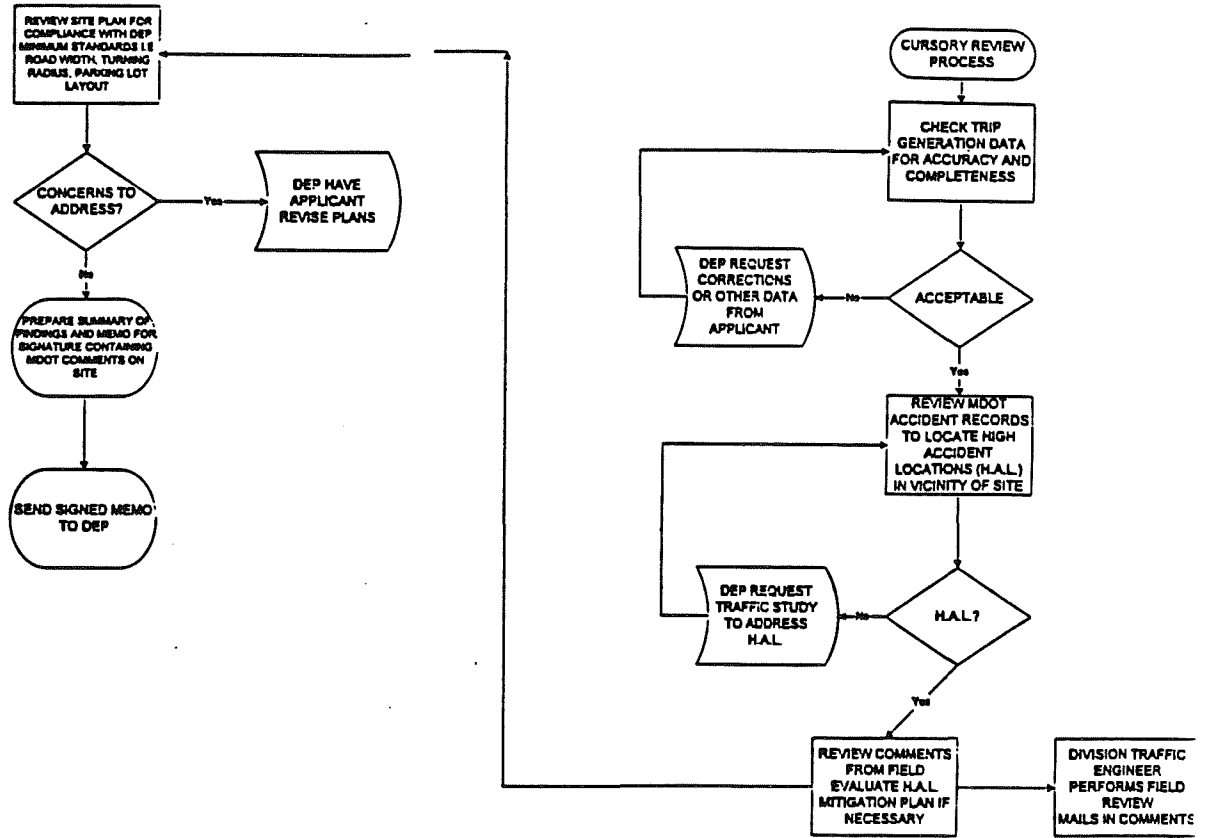 REVIEW SITE PLAN FOR
COMPLIANCE WITH DEP
MINIMUM STANDARDS I.E
ROAD WIDTH, TURNING
RADIUS, PARKING LOT
LAYOUT
CONCERNS TO
ADDRESS?
Yes
DEP HAVE
APPLICANT
REVISE PLANS
No
PREPARE SUMMARY OF
FINDINGS AND MEMO FOR
SIGNATURE CONTAINING
MDOT COMMENTS ON
SITE
SEND SIGNED MEMO
TO DEP
CURSORY REVIEW
PROCESS
CHECK TRIP
GENERATION DATA
FOR ACCURACY AND
COMPLETENESS
ACCEPTABLE
No
DEP REQUEST
CORRECTIONS
OR OTHER DATA
FROM
APPLICANT
Yes
REVIEW MDOT
ACCIDENT RECORDS
TO LOCATE HIGH
ACCIDENT
LOCATIONS (H.A.L.)
IN VICINITY OF SITE
H.A.L.?
No
DEP REQUEST
TRAFFIC STUDY
TO ADDRESS
H.A.L.
Yes
REVIEW COMMENTS
FROM FIELD
EVALUATE H.A.L.
MITIGATION PLAN IF
NECESSARY
DIVISION TRAFFIC
ENGINEER
PERFORMS FIELD
REVIEW
MAILS IN COMMENTS